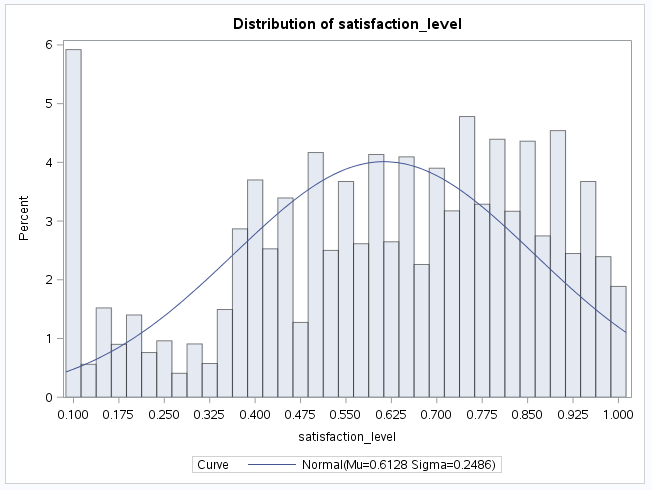 Distribution of satisfaction_level
6
5
4
3
2
1
0
Percent
0.100 0.175 0.250 0.325 0.400 0.475 0.550 0.625 0.700 0.775 0.850 0.925 1.000
satisfaction_level
Curve Normal(Mu=0.6128 Sigma=0.2486)